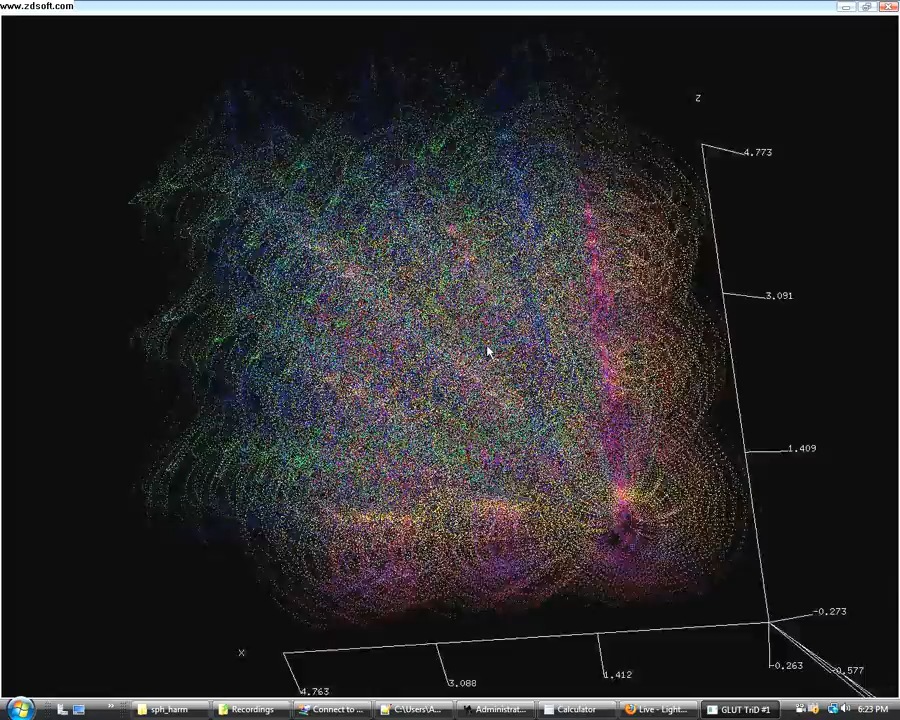 www.zdsoft.com
Z
4.773
3.091
1.409
-0.273
X
4.763
3.088
1.412
-0.263
-0.577
sph_harm
Recordings
Connect to ...
C:\Users\A...
Administrat...
Calculator
Live - Light...
GLUT TriD #1
6:23 PM